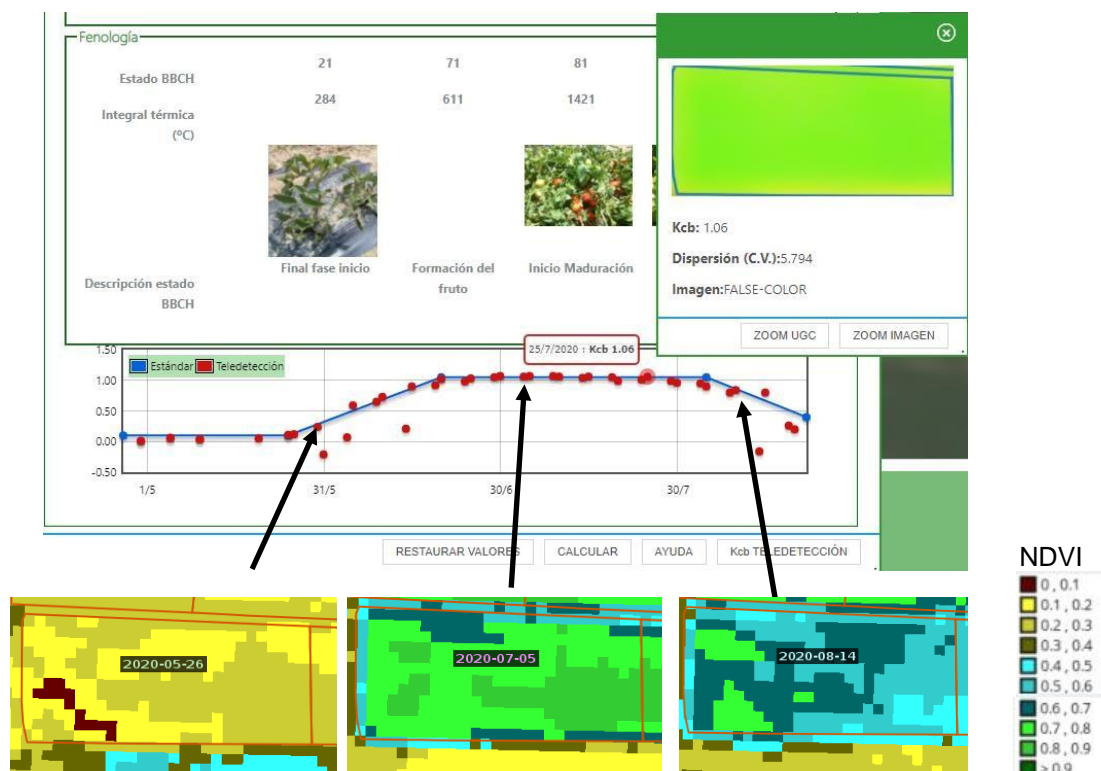 Fenología
Estado BBCH
21
71
81
Integral térmica
(ºC)
284
611
1421
Final fase inicio
Formación del
fruto
Inicio Maduración
Descripción estado
BBCH
Kcb: 1.06
Dispersión (C.V.):5.794
Imagen:FALSE-COLOR
ZOOM UGC
ZOOM IMAGEN
25/7/2020 : Kcb 1.06
Estándar
Teledetección
1.50
1.00
0.50
0.00
-0.50
1/5
31/5
30/6
30/7
RESTAURAR VALORES
CALCULAR
AYUDA
Kcb TELEDETECCIÓN
2020-05-26
2020-07-05
2020-08-14
NDVI
0 , 0.1
0.1 , 0.2
0.2 , 0.3
0.3 , 0.4
0.4 , 0.5
0.5 , 0.6
0.6 , 0.7
0.7 , 0.8
0.8 , 0.9
> 0.9